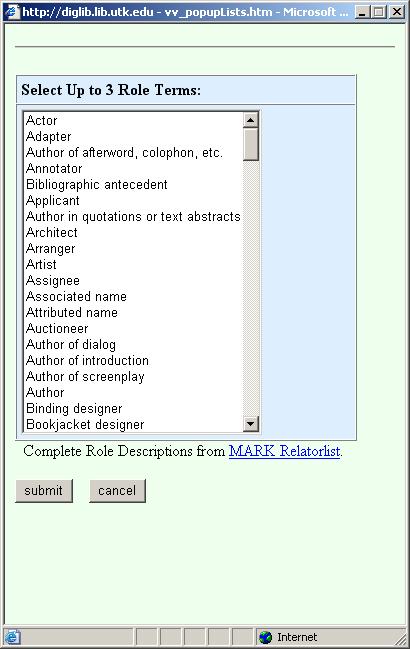 http://diglib.lib.utk.edu - vv_popupLists.htm - Microsoft ...
Select Up to 3 Role Terms:
Actor
Adapter
Author of afterword, colophon, etc.
Annotator
Bibliographic antecedent
Applicant
Author in quotations or text abstracts
Architect
Arranger
Artist
Assignee
Associated name
Attributed name
Auctioneer
Author of dialog
Author of introduction
Author of screenplay
Author
Binding designer
Bookjacket designer
Complete Role Descriptions from MARK Relatorlist.
submit cancel
Internet